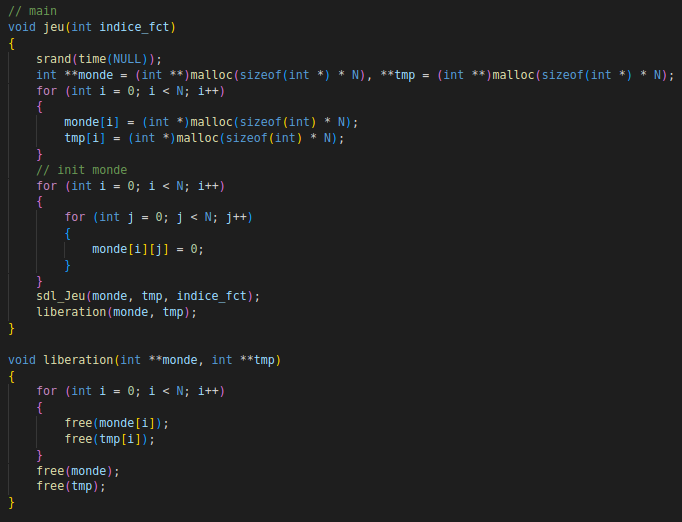 // main
void jeu(int indice_fct)
{
    srand(time(NULL));
    int **monde = (int **)malloc(sizeof(int *) * N), **tmp = (int **)malloc(sizeof(int *) * N);
    for (int i = 0; i < N; i++)
    {
        monde[i] = (int *)malloc(sizeof(int) * N);
        tmp[i] = (int *)malloc(sizeof(int) * N);
    }
    // init monde
    for (int i = 0; i < N; i++)
    {
        for (int j = 0; j < N; j++)
        {
            monde[i][j] = 0;
        }
    }
    sdl_Jeu(monde, tmp, indice_fct);
    liberation(monde, tmp);
}

void liberation(int **monde, int **tmp)
{
    for (int i = 0; i < N; i++)
    {
        free(monde[i]);
        free(tmp[i]);
    }
    free(monde);
    free(tmp);
}